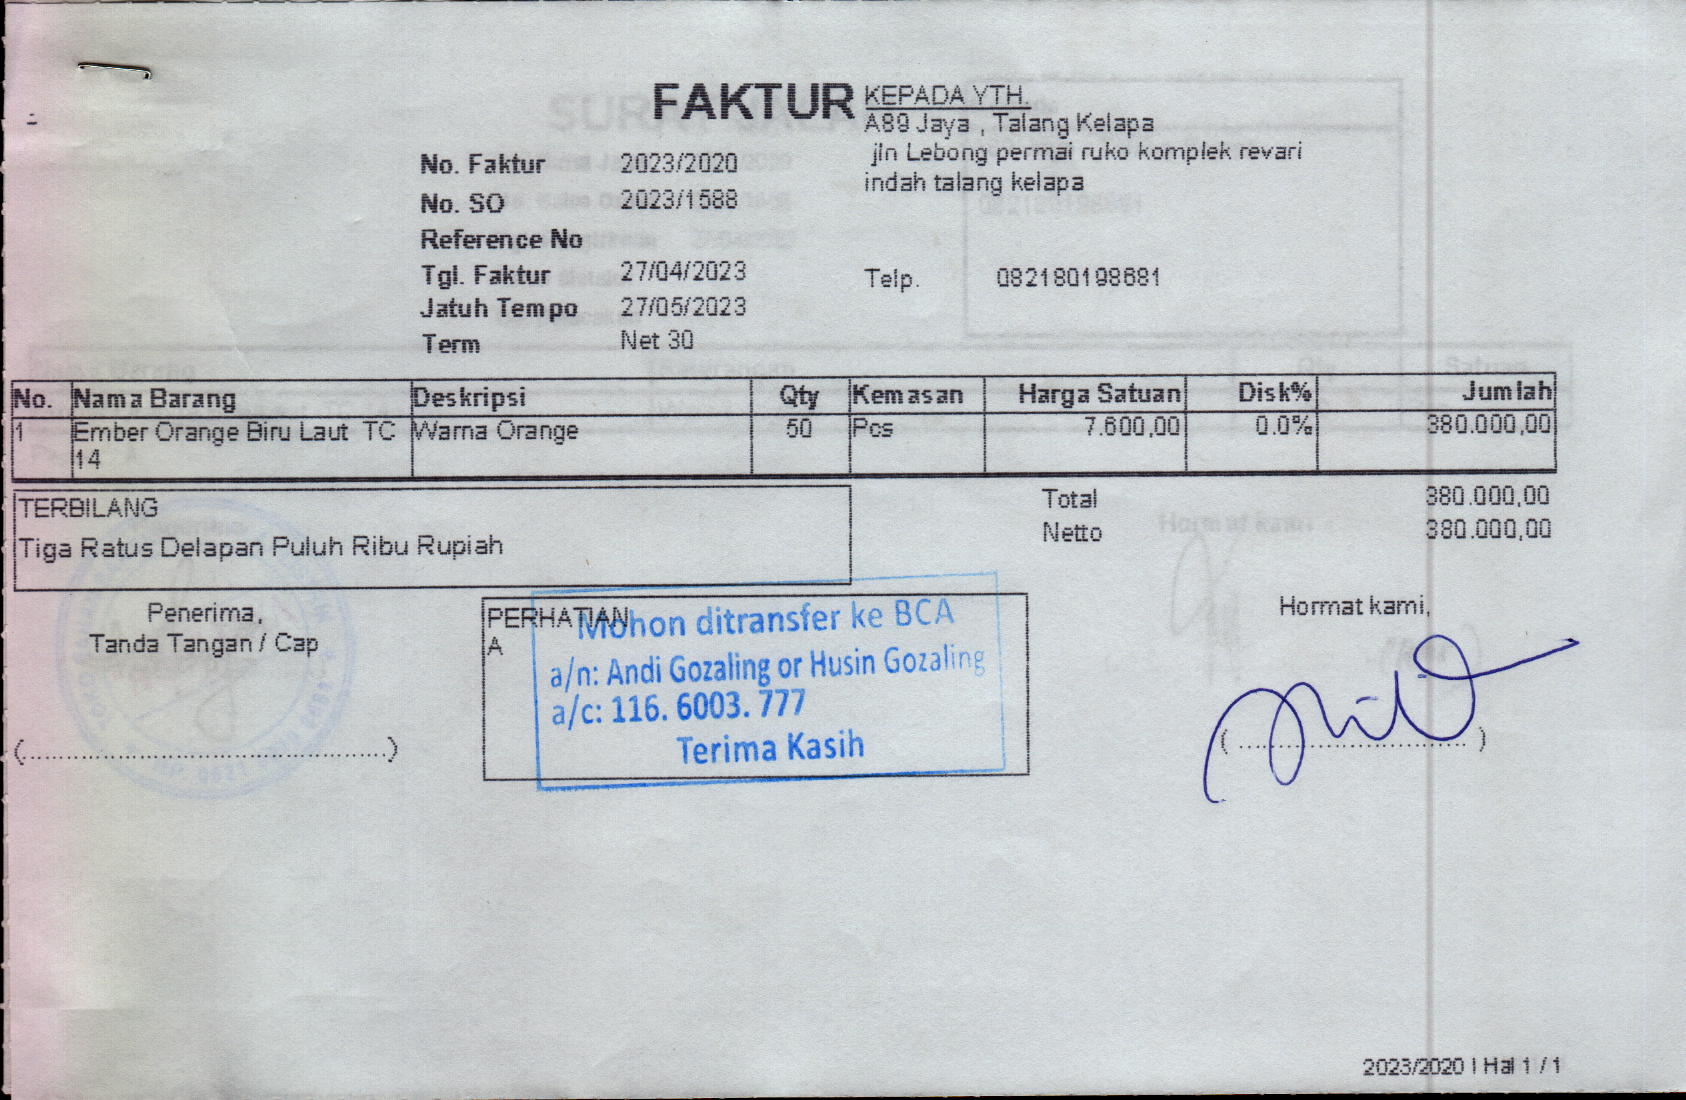 FAKTUR
KEPADA YTH.
A89 Jaya , Talang Kelapa
jln Lebong permai ruko komplek revari
indah talang kelapa
Telp. 082180198681
No. Faktur 2023/2020
No. SO 2023/1588
Reference No
Tgl. Faktur 27/04/2023
Jatuh Tempo 27/05/2023
Term Net 30
No. Nama Barang Deskripsi Qty Kemasan Harga Satuan Disk% Jumlah
1 Ember Orange Biru Laut TC Warna Orange 50 Pcs 7.600,00 0.0% 380.000,00
14
TERBILANG
Tiga Ratus Delapan Puluh Ribu Rupiah
Total 380.000,00
Netto 380.000,00
Penerima,
Tanda Tangan / Cap
(................................................)
PERHATIAN
A
Mohon ditransfer ke BCA
a/n: Andi Gozaling or Husin Gozaling
a/c: 116. 6003. 777
Terima Kasih
Hormat kami,
( .............................. )
2023/2020 | Hal 1 / 1